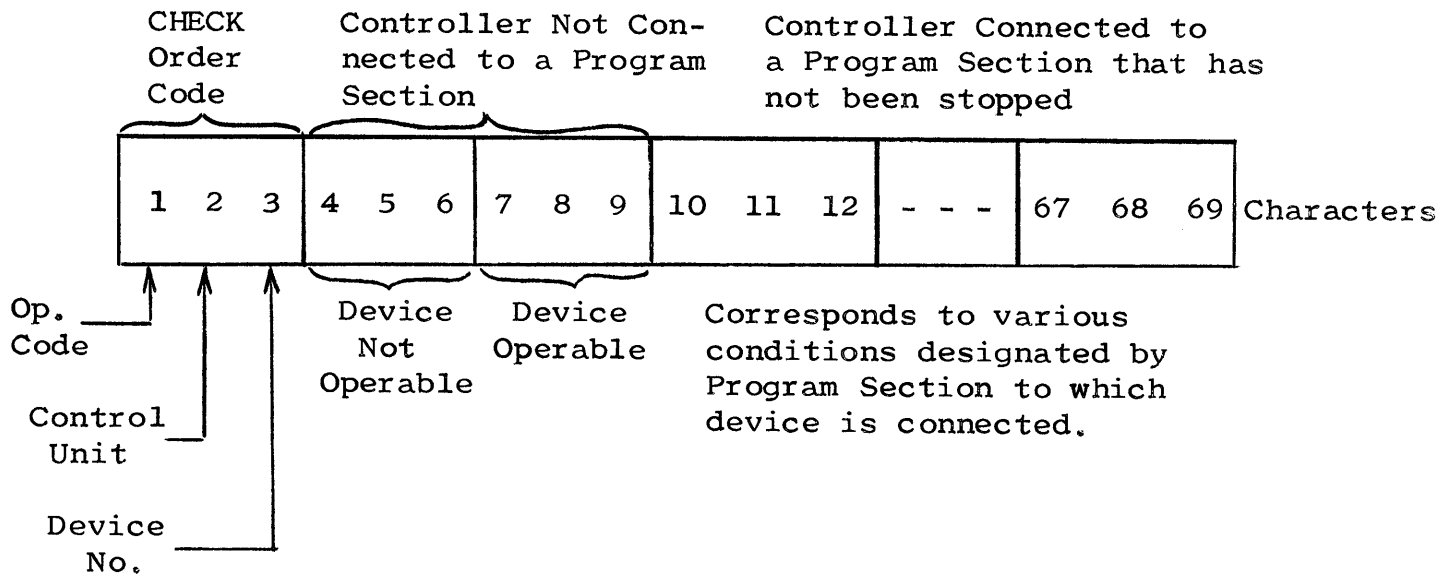 CHECK
Order
Code
Controller Not Con-
nected to a Program
Section
Controller Connected to
a Program Section that has
not been stopped
1 2 3 4 5 6 7 8 9 10 11 12 - - - 67 68 69 Characters
Op.
Code
Control
Unit
Device
No.
Device
Not
Operable
Device
Operable
Corresponds to various
conditions designated by
Program Section to which
device is connected.